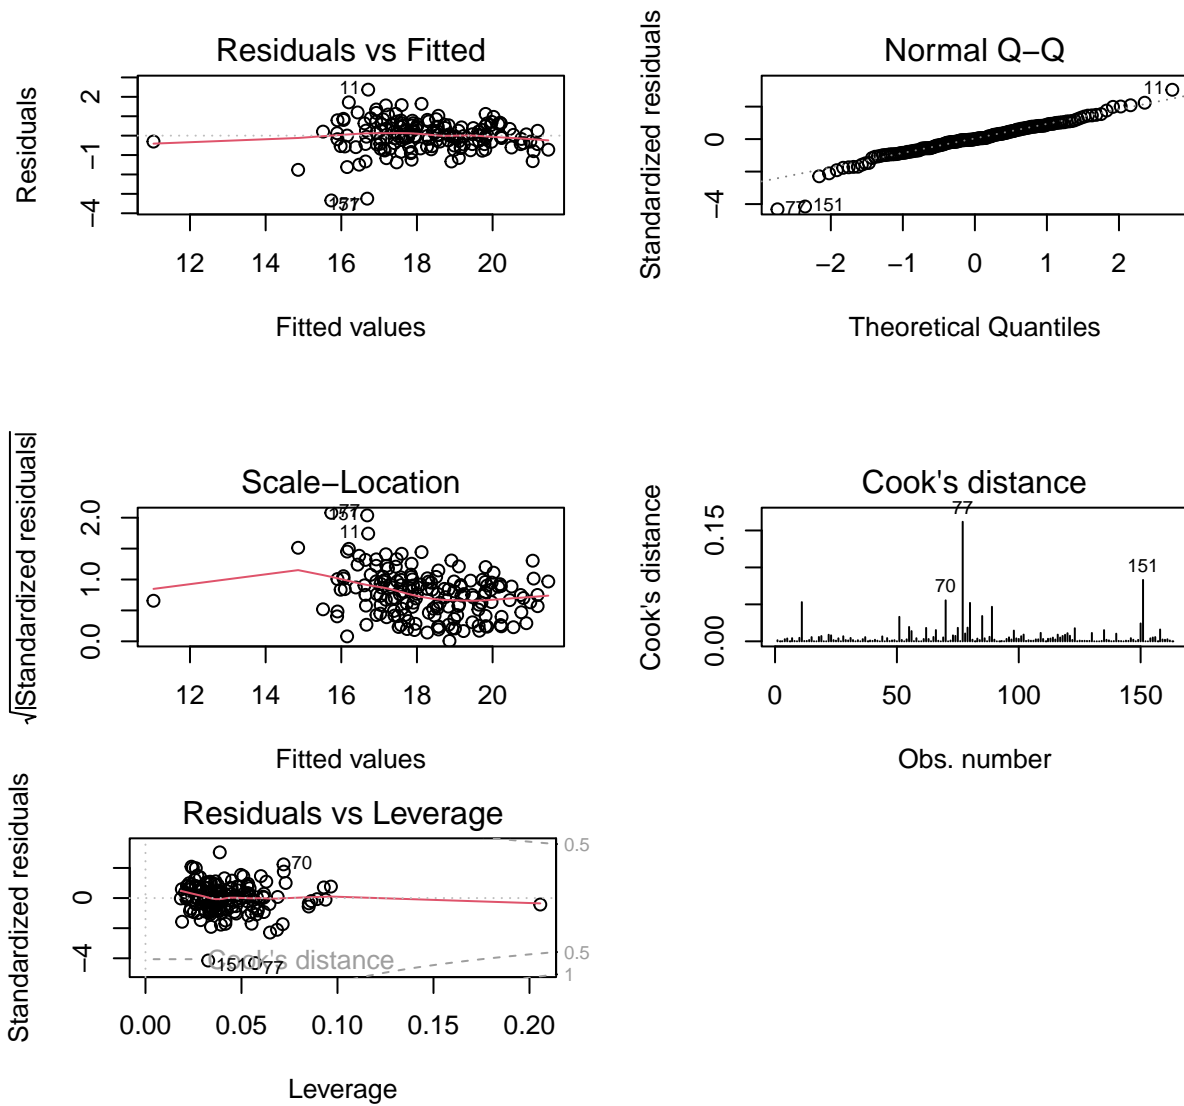 Residuals vs Fitted
Residuals
2
−1
−4
11
151
77
12 14 16 18 20
Fitted values
Normal Q−Q
Standardized residuals
0
−4
11
77
151
−2 −1 0 1 2
Theoretical Quantiles
Scale−Location
√|Standardized residuals|
2.0
1.0
0.0
151
77
11
12 14 16 18 20
Fitted values
Cook's distance
Cook's distance
0.15
0.00
77
70
151
0 50 100 150
Obs. number
Residuals vs Leverage
Standardized residuals
0
−4
70
0.5
0.5
1
Cook's distance
151
77
0.00 0.05 0.10 0.15 0.20
Leverage